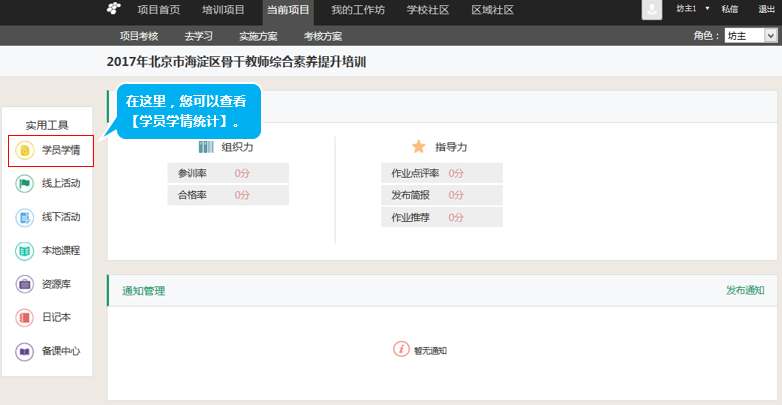 项目首页 培训项目 当前项目 我的工作坊 学校社区 区域社区 坊主1 私信 退出
项目考核 去学习 实施方案 考核方案 角色： 坊主
2017年北京市海淀区骨干教师综合素养提升培训
在这里，您可以查看
【学员学情统计】。
实用工具
学员学情
线上活动
线下活动
本地课程
资源库
日记本
备课中心
组织力 指导力
参训率 0分 作业点评率 0分
合格率 0分 发布简报 0分
作业推荐 0分
通知管理 发布通知
暂无通知